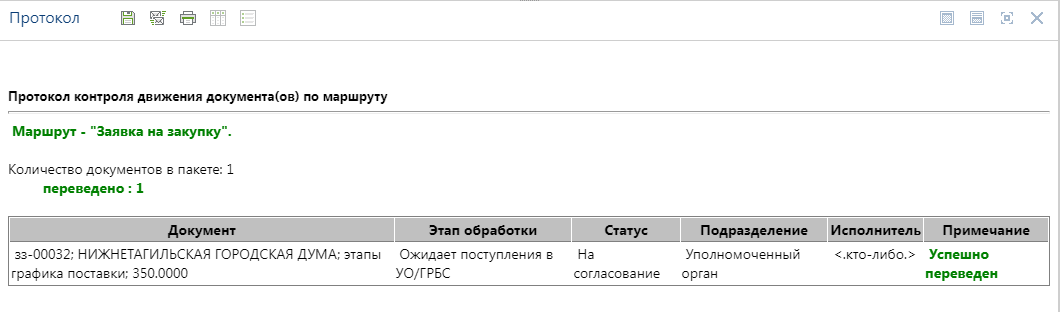 Протокол
Протокол контроля движения документа(ов) по маршруту
Маршрут - "Заявка на закупку".
Количество документов в пакете: 1
переведено : 1
Документ Этап обработки Статус Подразделение Исполнитель Примечание
зз-00032; НИЖНЕТАГИЛЬСКАЯ ГОРОДСКАЯ ДУМА; этапы Ожидает поступления в На Уполномоченный <.кто-либо.> Успешно
графика поставки; 350.0000 УО/ГРБС согласование орган переведен